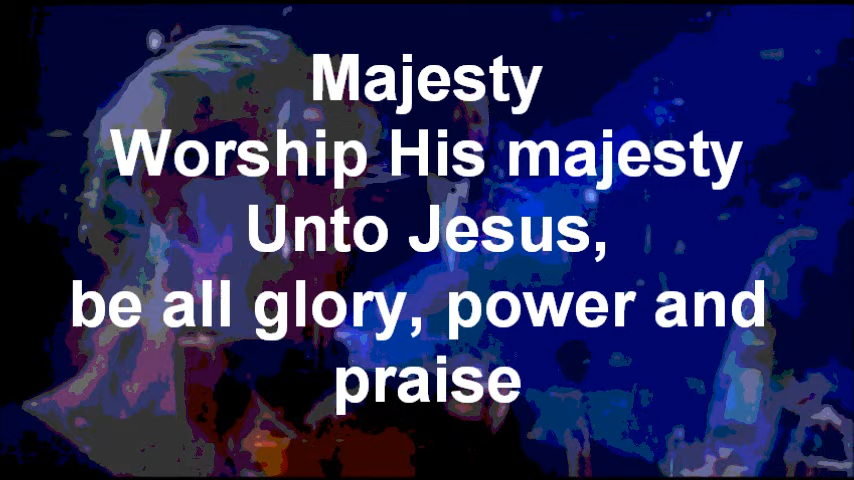 Majesty
Worship His majesty
Unto Jesus,
be all glory, power and
praise